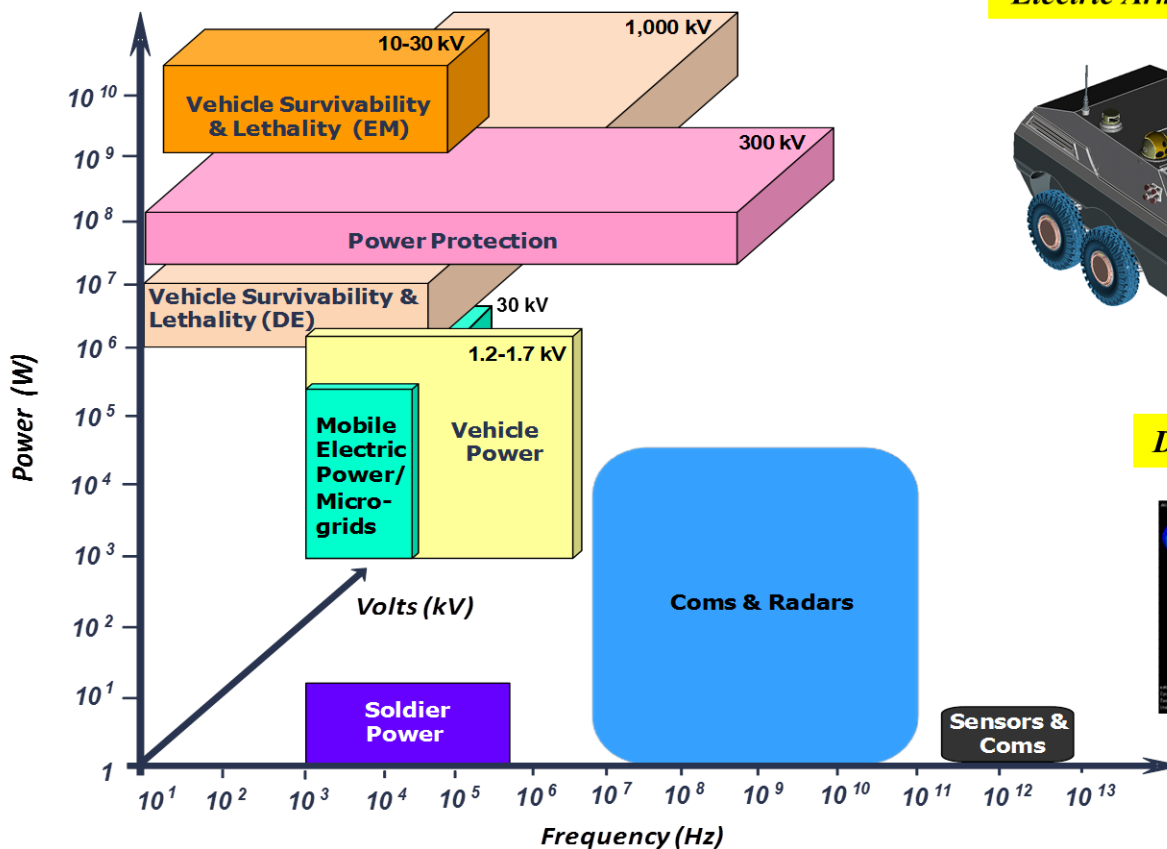 Electric Arm
10-30 kV
1,000 kV
Vehicle Survivability
& Lethality (EM)
300 kV
Power Protection
Vehicle Survivability &
Lethality (DE)
30 kV
1.2-1.7 kV
Mobile
Electric
Power/
Micro-
grids
Vehicle
Power
Coms & Radars
Volts (kV)
Soldier
Power
Sensors &
Coms
D
Power (W)
10^10
10^9
10^8
10^7
10^6
10^5
10^4
10^3
10^2
10^1
1
10^1 10^2 10^3 10^4 10^5 10^6 10^7 10^8 10^9 10^10 10^11 10^12 10^13
Frequency (Hz)